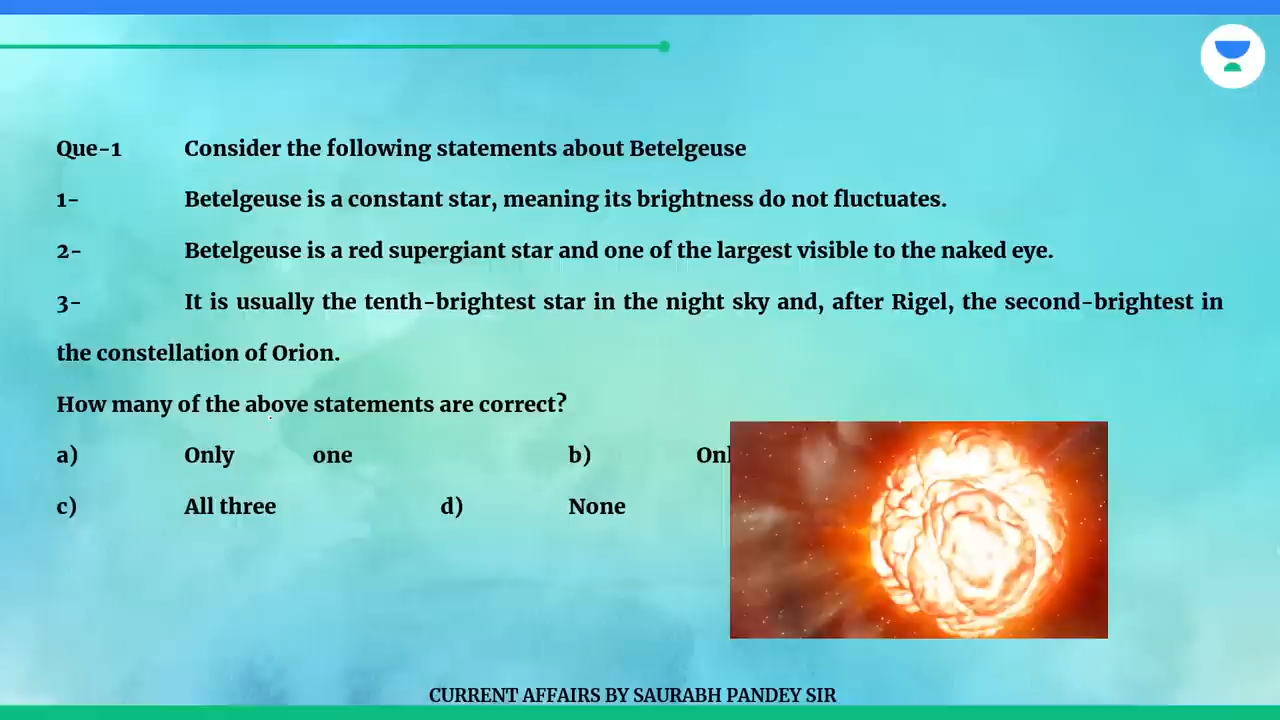 Que-1 Consider the following statements about Betelgeuse
1- Betelgeuse is a constant star, meaning its brightness do not fluctuates.
2- Betelgeuse is a red supergiant star and one of the largest visible to the naked eye.
3- It is usually the tenth-brightest star in the night sky and, after Rigel, the second-brightest in
the constellation of Orion.
How many of the above statements are correct?
a) Only one b)
c) All three d) None
CURRENT AFFAIRS BY SAURABH PANDEY SIR